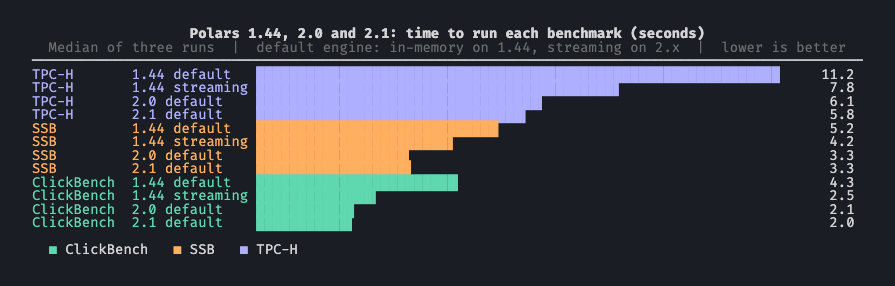 Polars 1.44, 2.0 and 2.1: time to run each benchmark (seconds)
Median of three runs | default engine: in-memory on 1.44, streaming on 2.x | lower is better
TPC-H 1.44 default 11.2
TPC-H 1.44 streaming 7.8
TPC-H 2.0 default 6.1
TPC-H 2.1 default 5.8
SSB 1.44 default 5.2
SSB 1.44 streaming 4.2
SSB 2.0 default 3.3
SSB 2.1 default 3.3
ClickBench 1.44 default 4.3
ClickBench 1.44 streaming 2.5
ClickBench 2.0 default 2.1
ClickBench 2.1 default 2.0
ClickBench SSB TPC-H